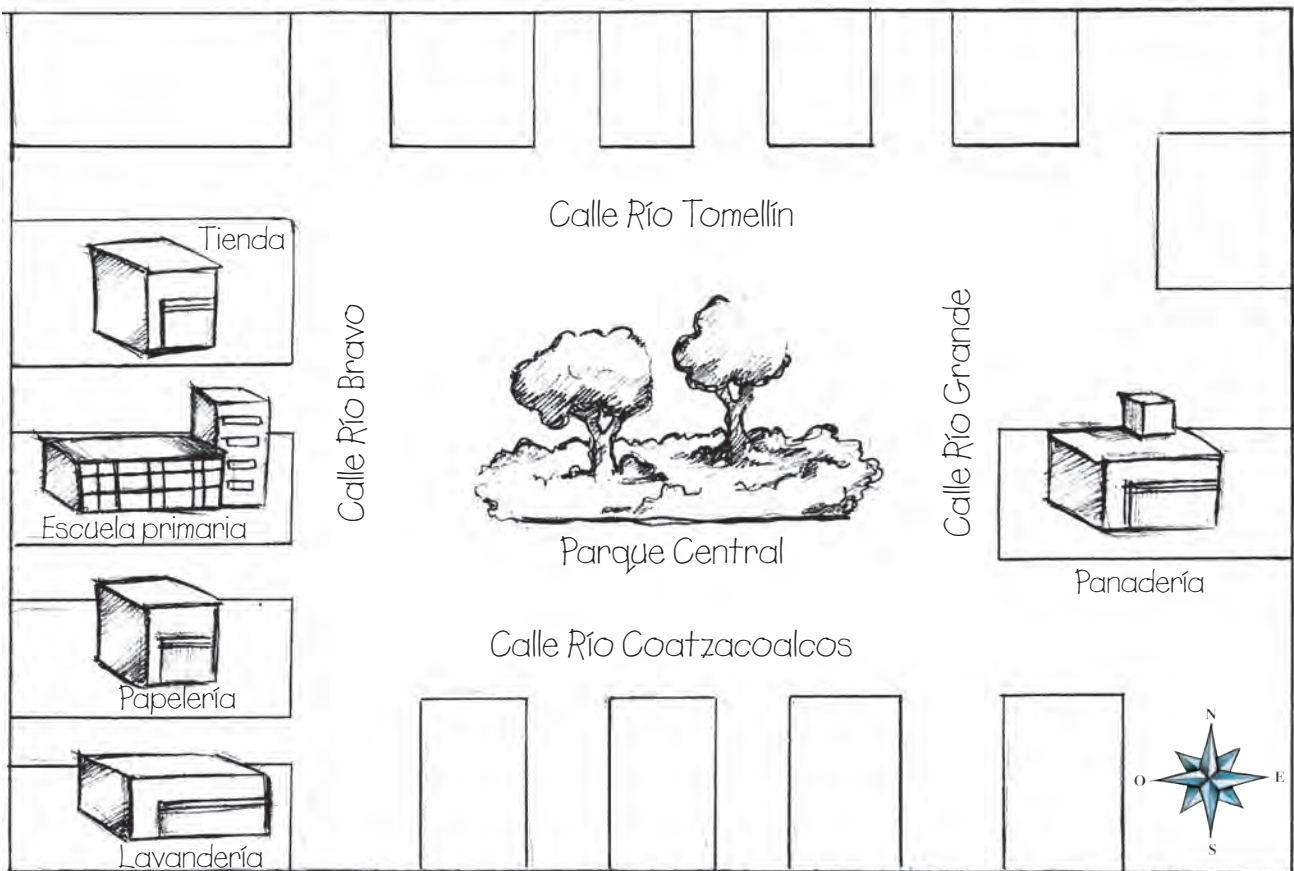 Calle Río Tomellín
Tienda
Calle Río Bravo
Calle Río Grande
Escuela primaria
Parque Central
Panadería
Calle Río Coatzacoalcos
Papelería
Lavandería
N
O
E
S